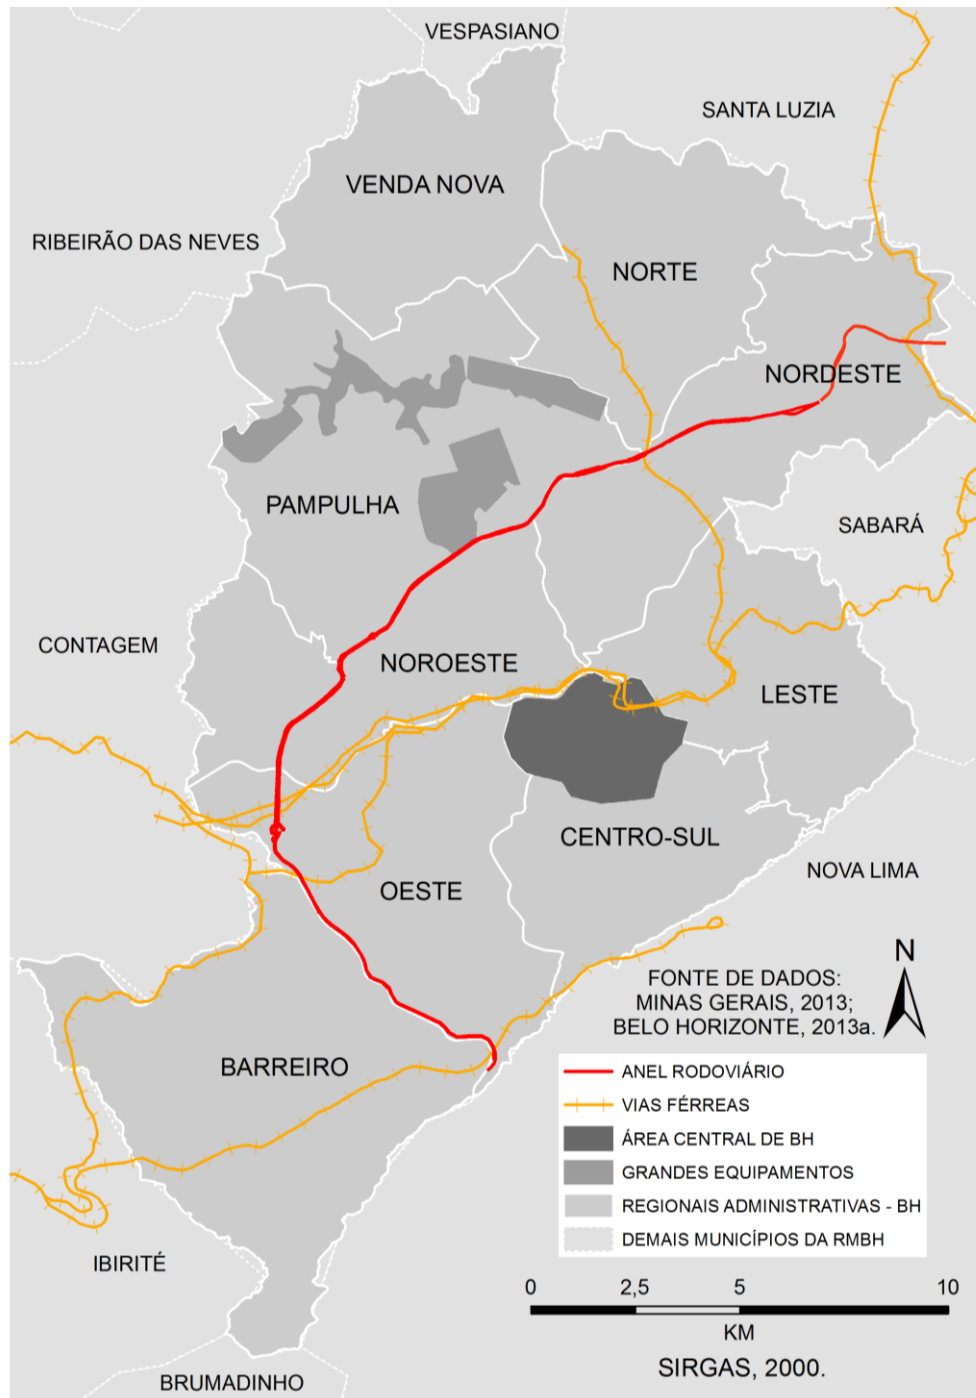 VESPASIANO
SANTA LUZIA
VENDA NOVA
RIBEIRÃO DAS NEVES
NORTE
NORDESTE
PAMPULHA
SABARÁ
CONTAGEM
NOROESTE
LESTE
CENTRO-SUL
NOVA LIMA
OESTE
N
FONTE DE DADOS:
MINAS GERAIS, 2013;
BELO HORIZONTE, 2013a.
BARREIRO
ANEL RODOVIÁRIO
VIAS FÉRREAS
ÁREA CENTRAL DE BH
GRANDES EQUIPAMENTOS
REGIONAIS ADMINISTRATIVAS - BH
DEMAIS MUNICÍPIOS DA RMBH
IBIRITÉ
0 2,5 5 10
KM
SIRGAS, 2000.
BRUMADINHO